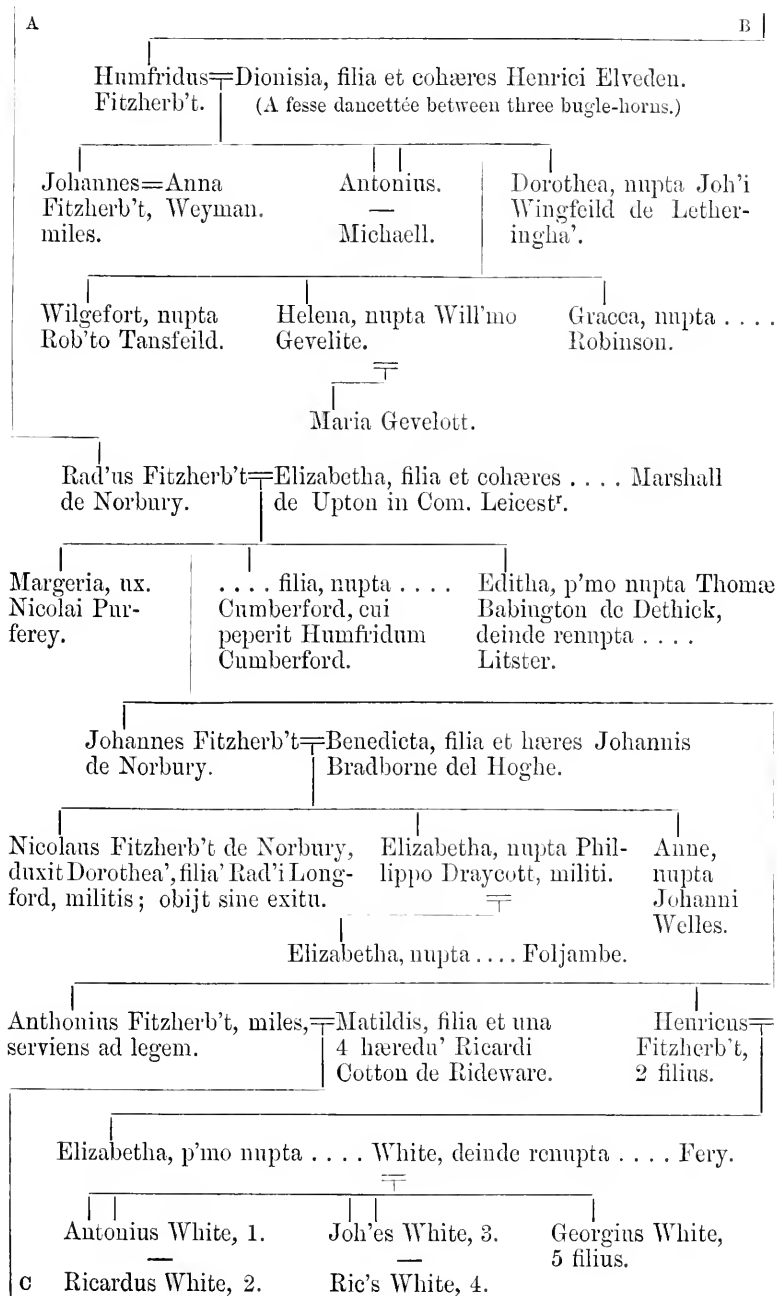 A B
Humfridus=Dionisia, filia et cohæres Henrici Elveden.
Fitzherb't. (A fesse dancettée between three bugle-horns.)
Johannes=Anna Antonius. Dorothea, nupta Joh'i
Fitzherb't, Weyman. — Wingfeild de Lether-
miles. Michaell. ingha'.
Wilgefort, nupta Helena, nupta Will'mo Gracea, nupta . . . .
Rob'to Tansfeild. Gevelite. Robinson.
Maria Gevelott.
Rad'us Fitzherb't=Elizabetha, filia et cohæres . . . . Marshall
de Norbury. de Upton in Com. Leicestʳ.
Margeria, ux. . . . . filia, nupta . . . . Editha, p'mo nupta Thomæ
Nicolai Pur- Cumberford, cui Babington de Dethick,
ferey. peperit Humfridum deinde renupta . . . .
Cumberford. Litster.
Johannes Fitzherb't=Benedicta, filia et hæres Johannis
de Norbury. Bradborne del Hoghe.
Nicolaus Fitzherb't de Norbury, Elizabetha, nupta Phil- Anne,
duxit Dorothea', filia' Rad'i Long- lippo Draycott, militi. nupta
ford, militis; obijt sine exitu. Johanni
Welles.
Elizabetha, nupta . . . . Foljambe.
Anthonius Fitzherb't, miles,=Matildis, filia et una Henricus=
serviens ad legem. 4 hæredu' Ricardi Fitzherb't,
Cotton de Rideware. 2 filius.
Elizabetha, p'mo nupta . . . . White, deinde renupta . . . . Fery.
Antonius White, 1. Joh'es White, 3. Georgius White,
— — 5 filius.
C Ricardus White, 2. Ric's White, 4.